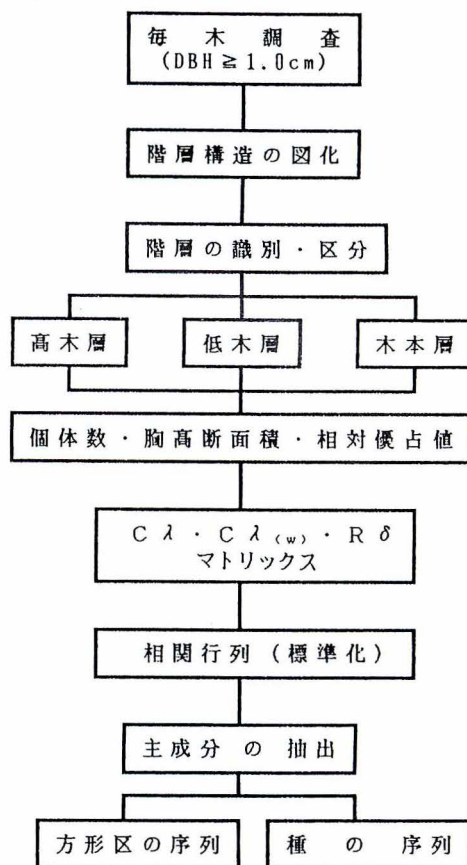 毎木調査
(DBH≧1.0cm)
階層構造の図化
階層の識別・区分
高木層
低木層
木本層
個体数・胸高断面積・相対優占値
Cλ・Cλ(w)・Rδ
マトリックス
相関行列(標準化)
主成分の抽出
方形区の序列
種の序列